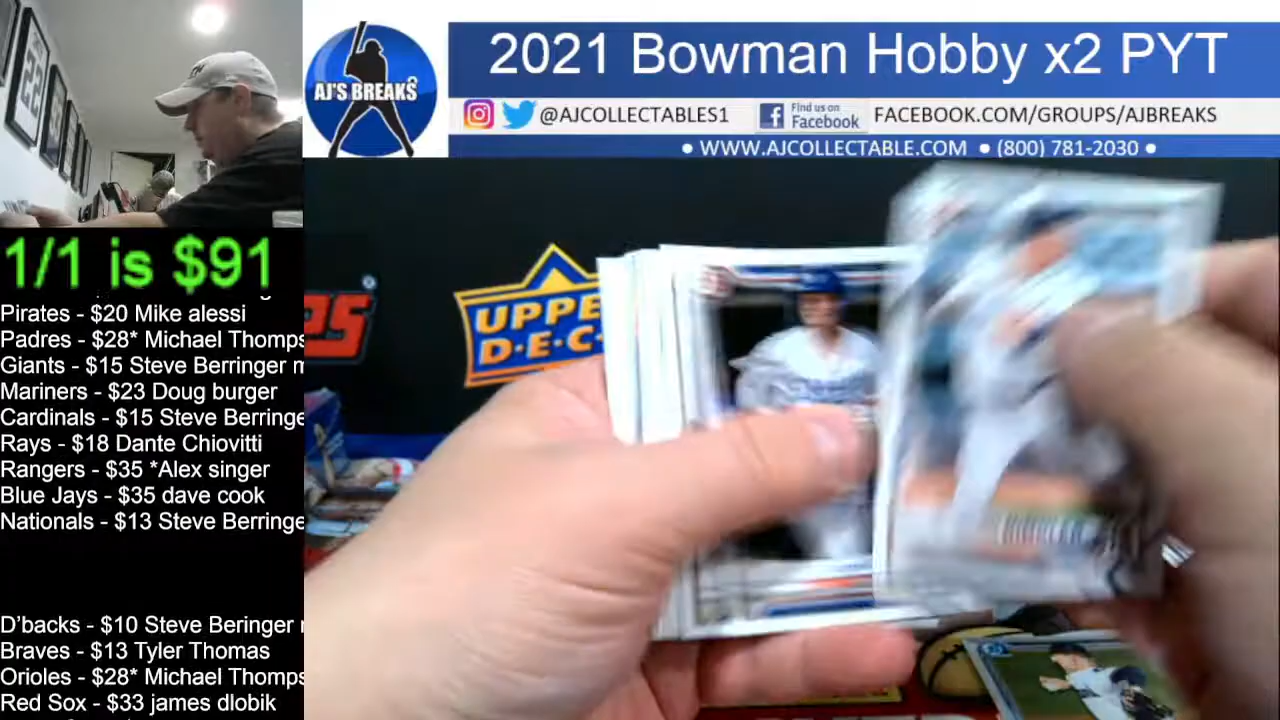 2021 Bowman Hobby x2 PYT
AJ'S BREAKS
@AJCOLLECTABLES1
Find us on
Facebook
FACEBOOK.COM/GROUPS/AJBREAKS
• WWW.AJCOLLECTABLE.COM • (800) 781-2030 •
1/1 is $91
Pirates - $20 Mike alessi
Padres - $28* Michael Thomps
Giants - $15 Steve Berringer
Mariners - $23 Doug burger
Cardinals - $15 Steve Berringe
Rays - $18 Dante Chiovitti
Rangers - $35 *Alex singer
Blue Jays - $35 dave cook
Nationals - $13 Steve Berringe
D'backs - $10 Steve Beringer
Braves - $13 Tyler Thomas
Orioles - $28* Michael Thomps
Red Sox - $33 james dlobik
PS
UPPE
D·E·C